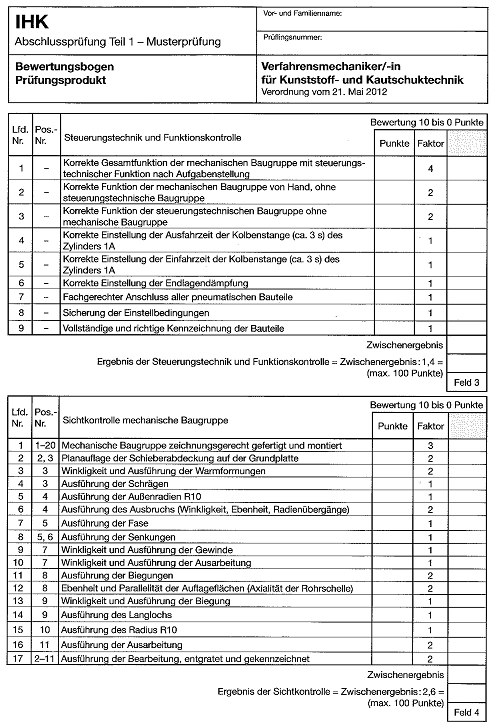 IHK
Abschlussprüfung Teil 1 – Musterprüfung
Vor- und Familienname:
Prüflingsnummer:
Bewertungsbogen
Prüfungsprodukt
Verfahrensmechaniker/-in
für Kunststoff- und Kautschuktechnik
Verordnung vom 21. Mai 2012
Bewertung 10 bis 0 Punkte
Lfd. Nr. Pos.-Nr. Steuerungstechnik und Funktionskontrolle Punkte Faktor
1 – Korrekte Gesamtfunktion der mechanischen Baugruppe mit steuerungs-
technischer Funktion nach Aufgabenstellung 4
2 – Korrekte Funktion der mechanischen Baugruppe von Hand, ohne
steuerungstechnische Baugruppe 2
3 – Korrekte Funktion der steuerungstechnischen Baugruppe ohne
mechanische Baugruppe 2
4 – Korrekte Einstellung der Ausfahrzeit der Kolbenstange (ca. 3 s) des
Zylinders 1A 1
5 – Korrekte Einstellung der Einfahrzeit der Kolbenstange (ca. 3 s) des
Zylinders 1A 1
6 – Korrekte Einstellung der Endlagendämpfung 1
7 – Fachgerechter Anschluss aller pneumatischen Bauteile 1
8 – Sicherung der Einstellbedingungen 1
9 – Vollständige und richtige Kennzeichnung der Bauteile 1
Zwischenergebnis
Ergebnis der Steuerungstechnik und Funktionskontrolle = Zwischenergebnis:1,4 =
(max. 100 Punkte)
Feld 3
Bewertung 10 bis 0 Punkte
Lfd. Nr. Pos.-Nr. Sichtkontrolle mechanische Baugruppe Punkte Faktor
1 1–20 Mechanische Baugruppe zeichnungsgerecht gefertigt und montiert 3
2 2, 3 Planauflage der Schieberabdeckung auf der Grundplatte 2
3 3 Winkligkeit und Ausführung der Warmformungen 2
4 3 Ausführung der Schrägen 1
5 4 Ausführung der Außenradien R10 1
6 4 Ausführung des Ausbruchs (Winkligkeit, Ebenheit, Radienübergänge) 2
7 5 Ausführung der Fase 1
8 5, 6 Ausführung der Senkungen 1
9 7 Winkligkeit und Ausführung der Gewinde 1
10 7 Winkligkeit und Ausführung der Ausarbeitung 1
11 8 Ausführung der Biegungen 2
12 8 Ebenheit und Parallelität der Auflageflächen (Axialität der Rohrschelle) 2
13 9 Winkligkeit und Ausführung der Biegung 1
14 9 Ausführung des Langlochs 1
15 10 Ausführung des Radius R10 1
16 11 Ausführung der Ausarbeitung 2
17 2–11 Ausführung der Bearbeitung, entgratet und gekennzeichnet 2
Zwischenergebnis
Ergebnis der Sichtkontrolle = Zwischenergebnis:2,6 =
(max. 100 Punkte)
Feld 4